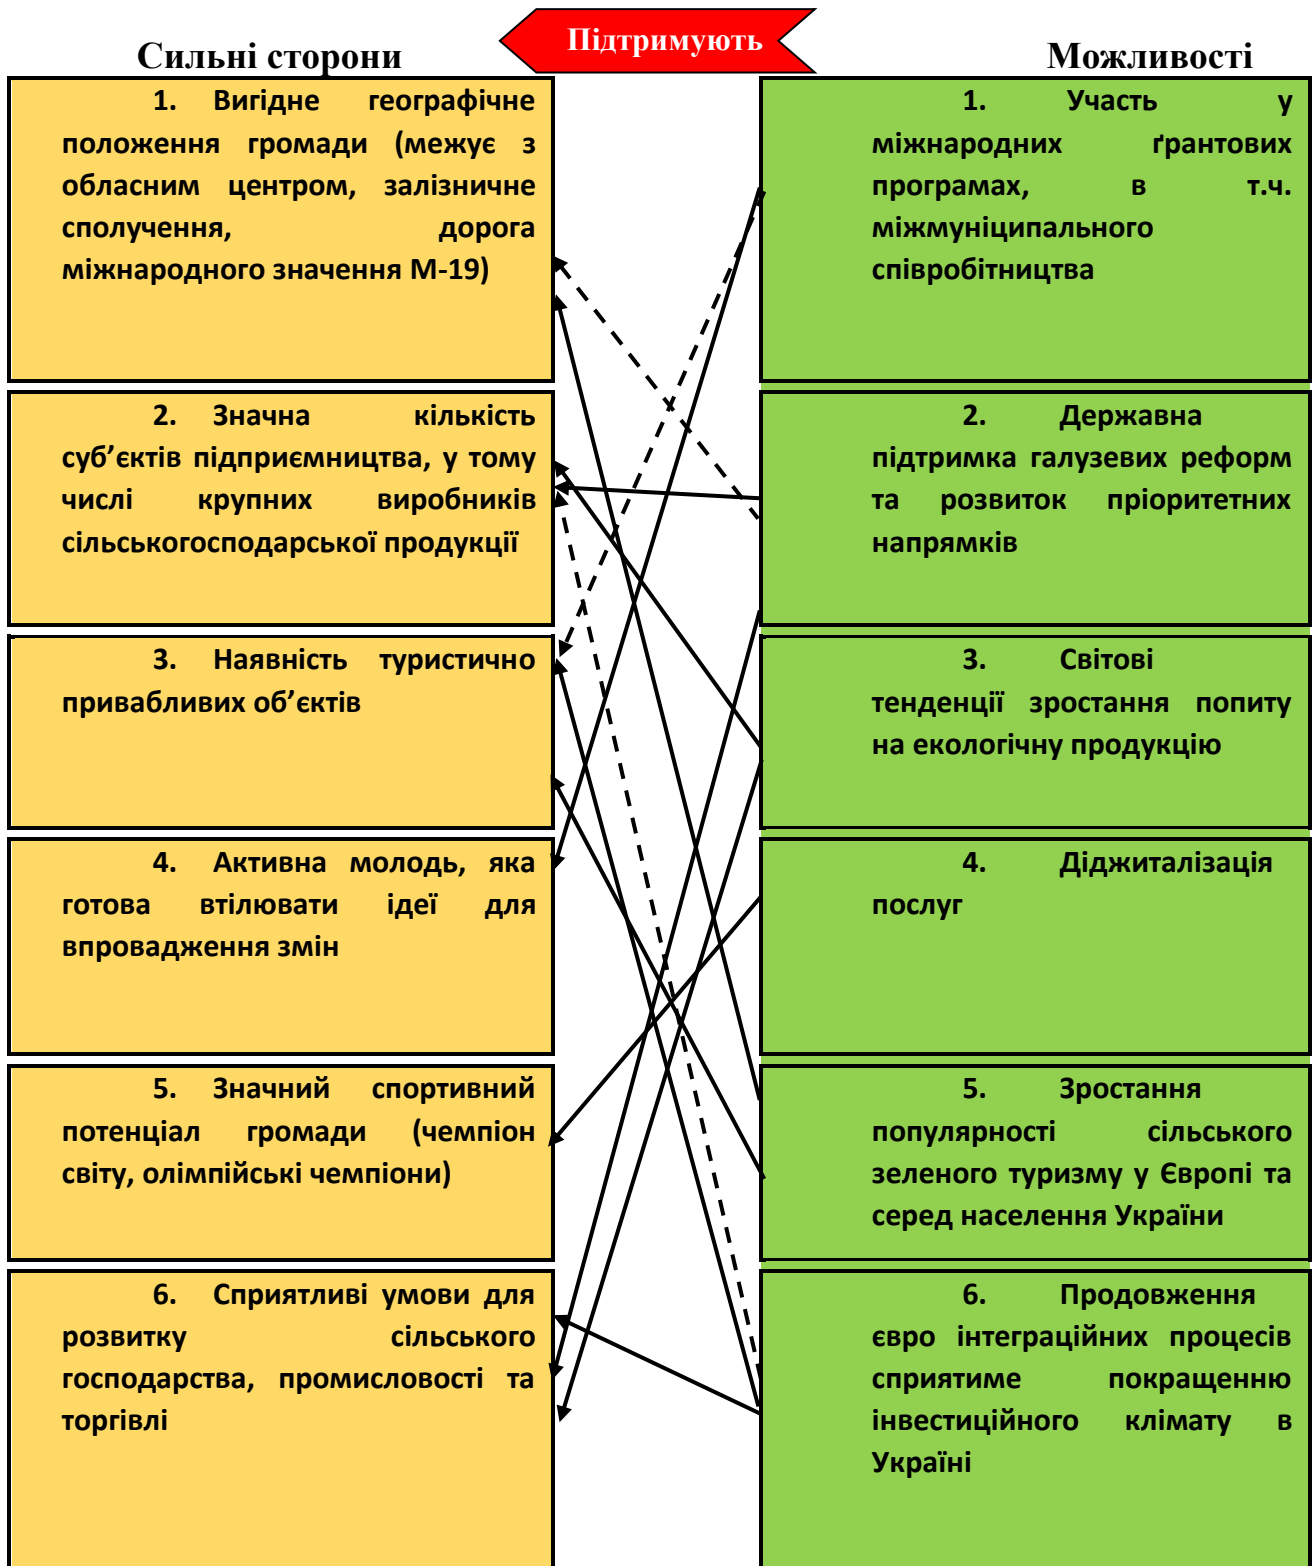 Підтримують
Сильні сторони
Можливості
1. Вигідне географічне
положення громади (межує з
обласним центром, залізничне
сполучення, дорога
міжнародного значення М-19)
1. Участь у
міжнародних ґрантових
програмах, в т.ч.
міжмуніципального
співробітництва
2. Значна кількість
суб’єктів підприємництва, у тому
числі крупних виробників
сільськогосподарської продукції
2. Державна
підтримка галузевих реформ
та розвиток пріоритетних
напрямків
3. Наявність туристично
привабливих об’єктів
3. Світові
тенденції зростання попиту
на екологічну продукцію
4. Активна молодь, яка
готова втілювати ідеї для
впровадження змін
4. Діджиталізація
послуг
5. Значний спортивний
потенціал громади (чемпіон
світу, олімпійські чемпіони)
5. Зростання
популярності сільського
зеленого туризму у Європі та
серед населення України
6. Сприятливі умови для
розвитку сільського
господарства, промисловості та
торгівлі
6. Продовження
євро інтеграційних процесів
сприятиме покращенню
інвестиційного клімату в
Україні